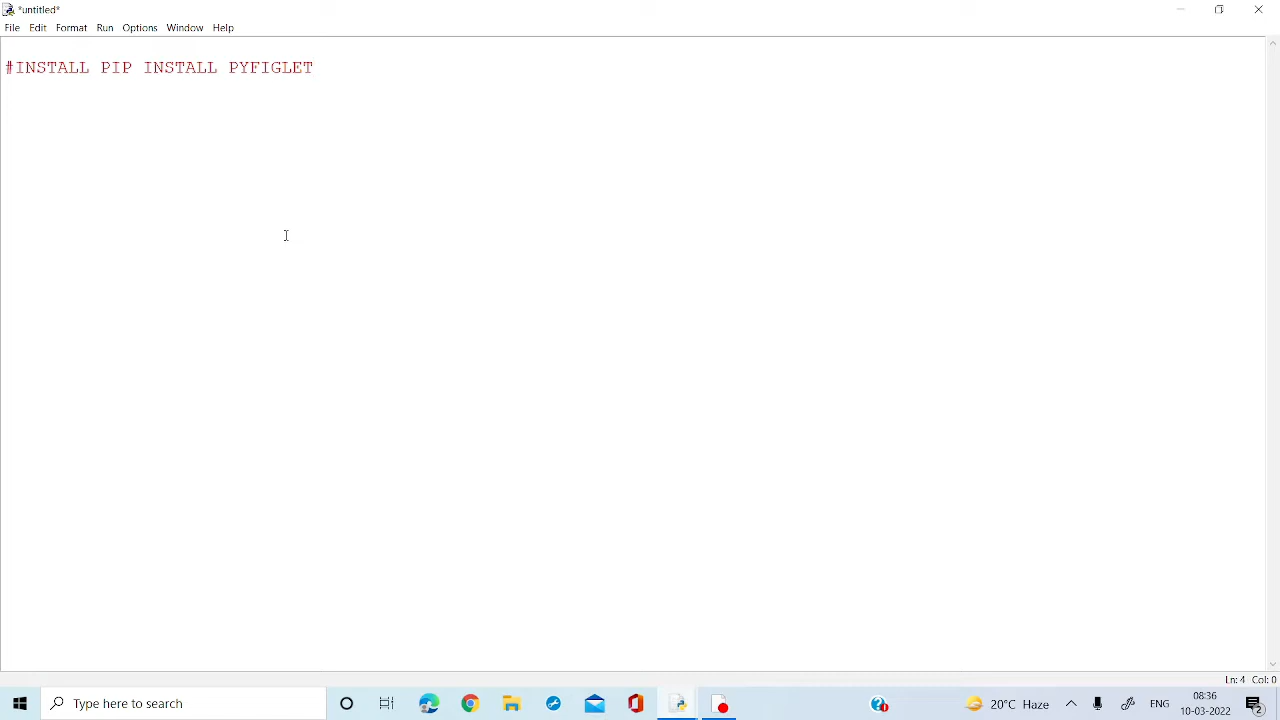 *untitled*
File Edit Format Run Options Window Help
#INSTALL PIP INSTALL PYFIGLET
Ln: 4 Col: 0
Type here to search
20°C Haze
ENG
08:36
10-03-2022
2